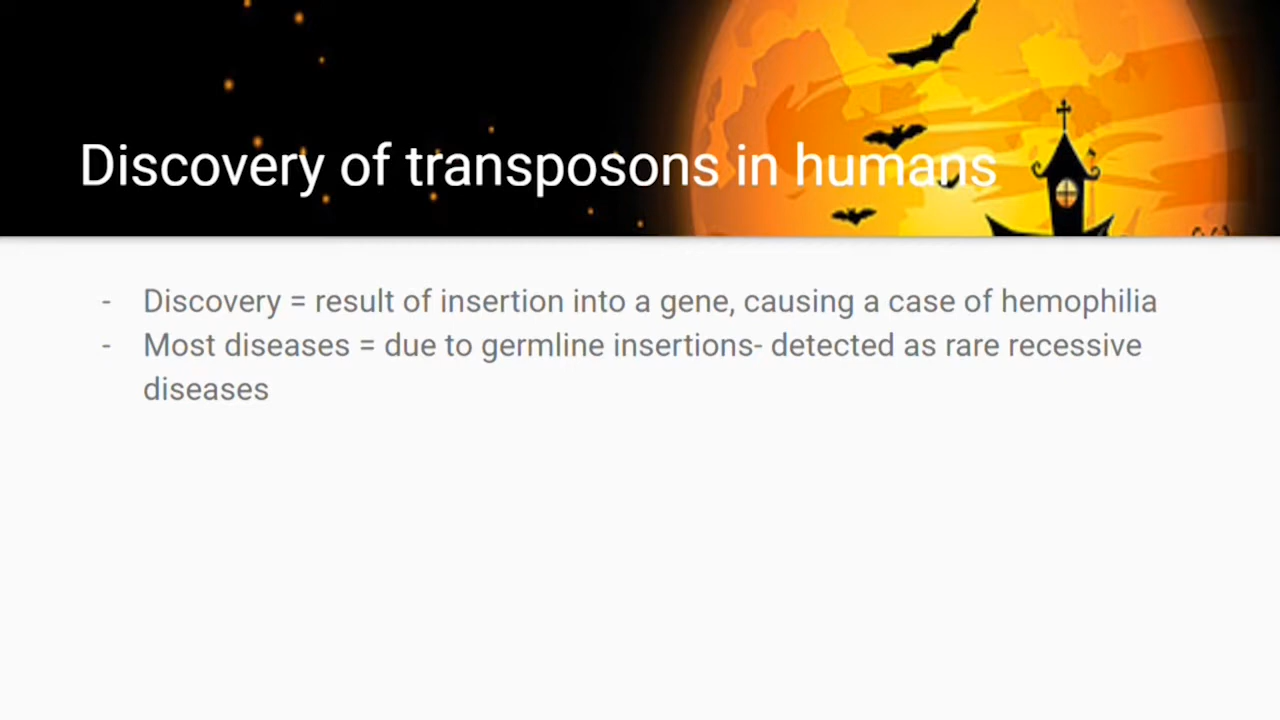 Discovery of transposons in humans
- Discovery = result of insertion into a gene, causing a case of hemophilia
- Most diseases = due to germline insertions- detected as rare recessive
diseases